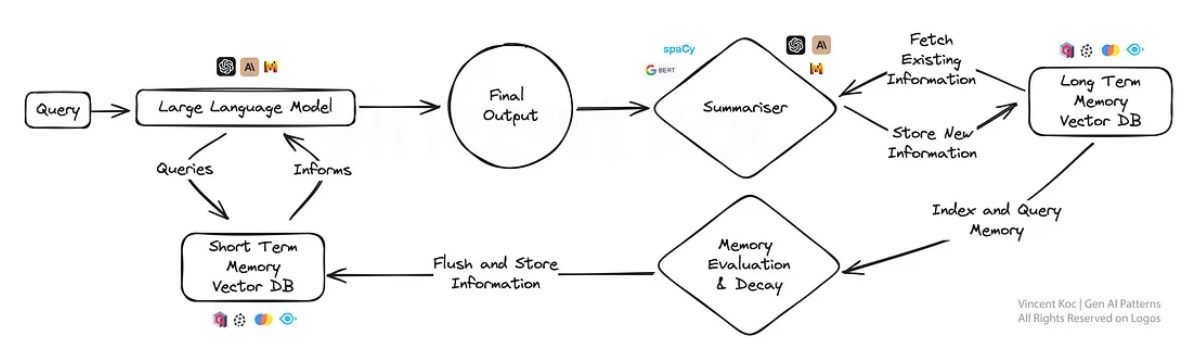 Query
Large Language Model
Queries
Informs
Short Term
Memory
Vector DB
Final
Output
spaCy
G BERT
AI
Summariser
AI
Fetch
Existing
Information
Store New
Information
Long Term
Memory
Vector DB
Index and Query
Memory
Memory
Evaluation
& Decay
Flush and Store
Information
Vincent Koc | Gen AI Patterns
All Rights Reserved on Logos